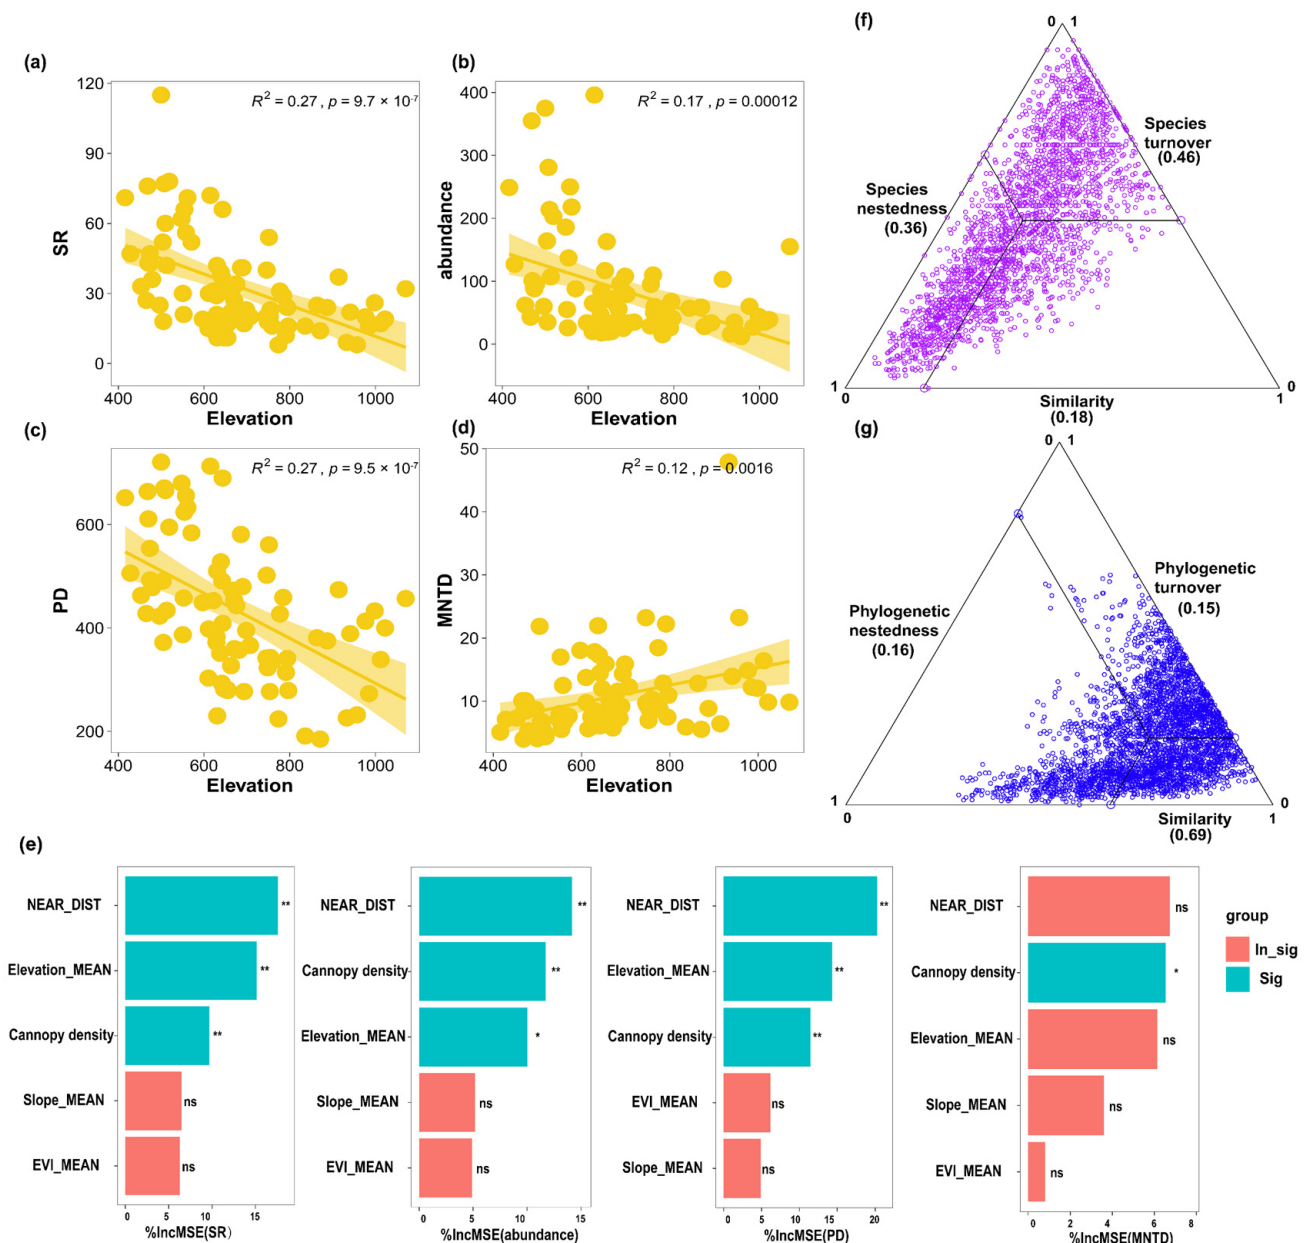 (a)
R² = 0.27 , p = 9.7 × 10⁻⁷
SR
120
90
60
30
0
400 600 800 1000
Elevation
(b)
R² = 0.17 , p = 0.00012
abundance
400
300
200
100
0
400 600 800 1000
Elevation
(f)
0 1
Species
turnover
(0.46)
Species
nestedness
(0.36)
1
0
0
1
Similarity
(0.18)
(c)
R² = 0.27 , p = 9.5 × 10⁻⁷
PD
600
400
200
400 600 800 1000
Elevation
(d)
R² = 0.12 , p = 0.0016
MNTD
50
40
30
20
10
400 600 800 1000
Elevation
(g)
0 1
Phylogenetic
turnover
(0.15)
Phylogenetic
nestedness
(0.16)
1
0
0
1
Similarity
(0.69)
(e)
NEAR_DIST **
Elevation_MEAN **
Cannopy density **
Slope_MEAN ns
EVI_MEAN ns
0 5 10 15
%IncMSE(SR)
NEAR_DIST **
Cannopy density **
Elevation_MEAN *
Slope_MEAN ns
EVI_MEAN ns
0 5 10 15
%IncMSE(abundance)
NEAR_DIST **
Elevation_MEAN **
Cannopy density **
EVI_MEAN ns
Slope_MEAN ns
0 5 10 15 20
%IncMSE(PD)
NEAR_DIST ns
Cannopy density *
Elevation_MEAN ns
Slope_MEAN ns
EVI_MEAN ns
0 2 4 6 8
%IncMSE(MNTD)
group
In_sig
Sig